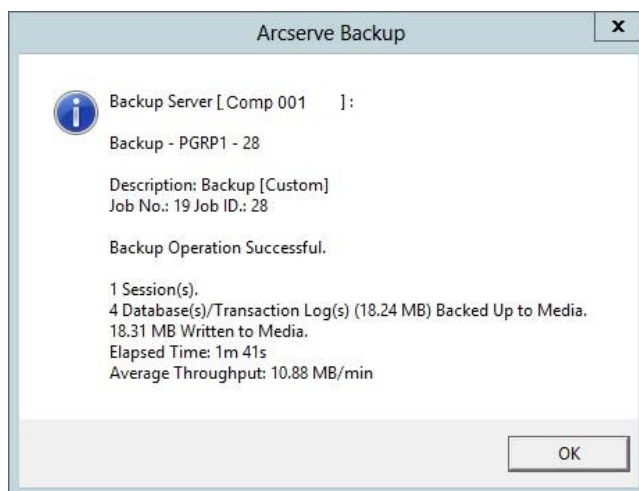 Arcserve Backup
x
Backup Server [ Comp 001 ] :
Backup - PGRP1 - 28
Description: Backup [Custom]
Job No.: 19 Job ID.: 28
Backup Operation Successful.
1 Session(s).
4 Database(s)/Transaction Log(s) (18.24 MB) Backed Up to Media.
18.31 MB Written to Media.
Elapsed Time: 1m 41s
Average Throughput: 10.88 MB/min
OK